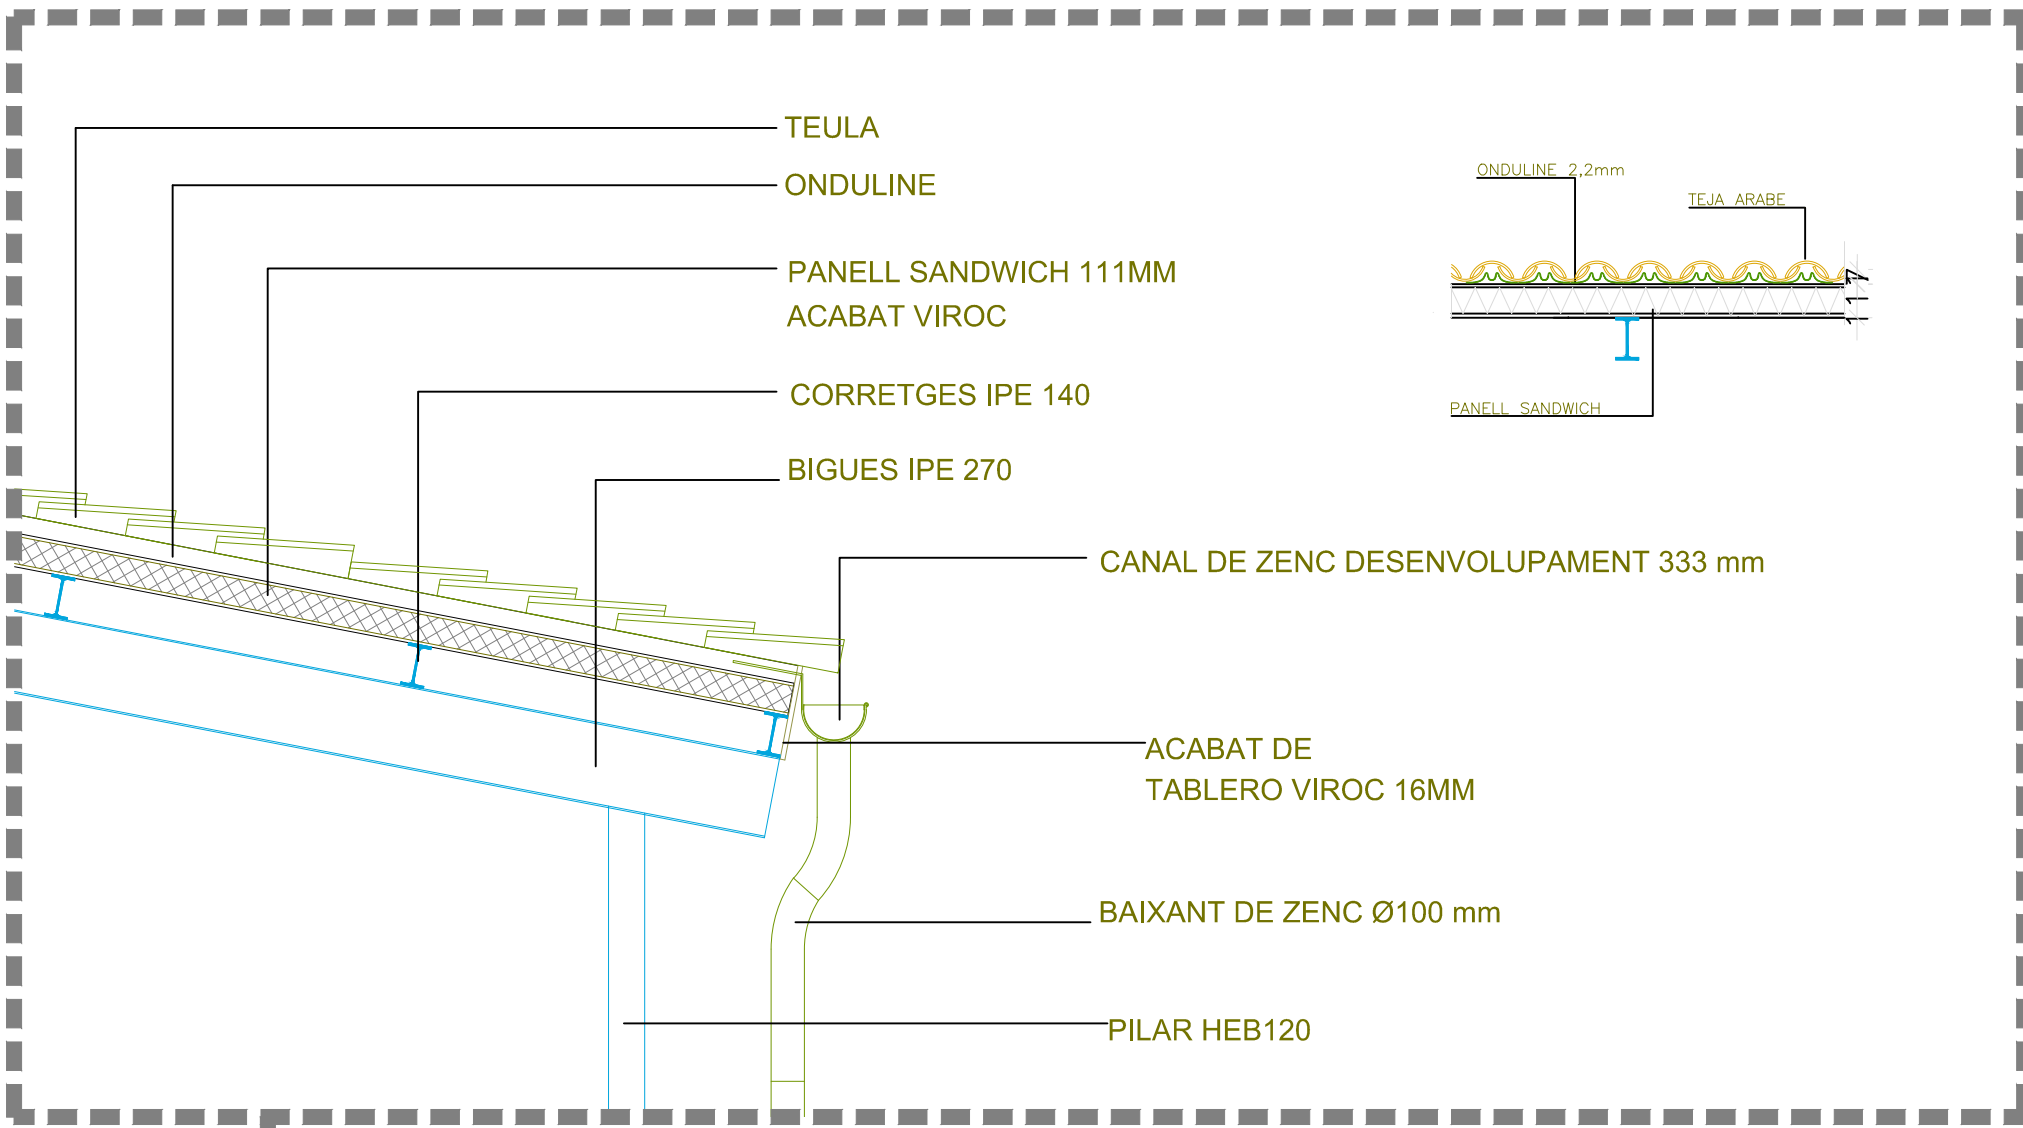 TEULA
ONDULINE
PANELL SANDWICH 111MM
ACABAT VIROC
CORRETGES IPE 140
BIGUES IPE 270
CANAL DE ZENC DESENVOLUPAMENT 333 mm
ACABAT DE
TABLERO VIROC 16MM
BAIXANT DE ZENC Ø100 mm
PILAR HEB120
ONDULINE 2,2mm
TEJA ARABE
PANELL SANDWICH